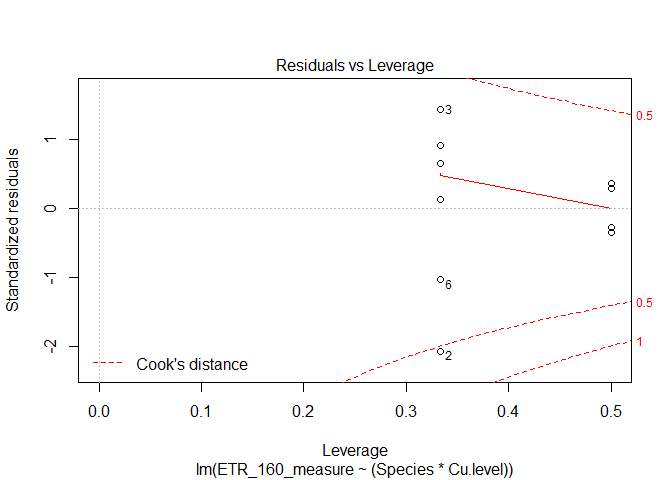 Residuals vs Leverage
Standardized residuals
1
0
-1
-2
3
6
2
0.5
0.5
1
Cook's distance
0.0 0.1 0.2 0.3 0.4 0.5
Leverage
lm(ETR_160_measure ~ (Species * Cu.level))